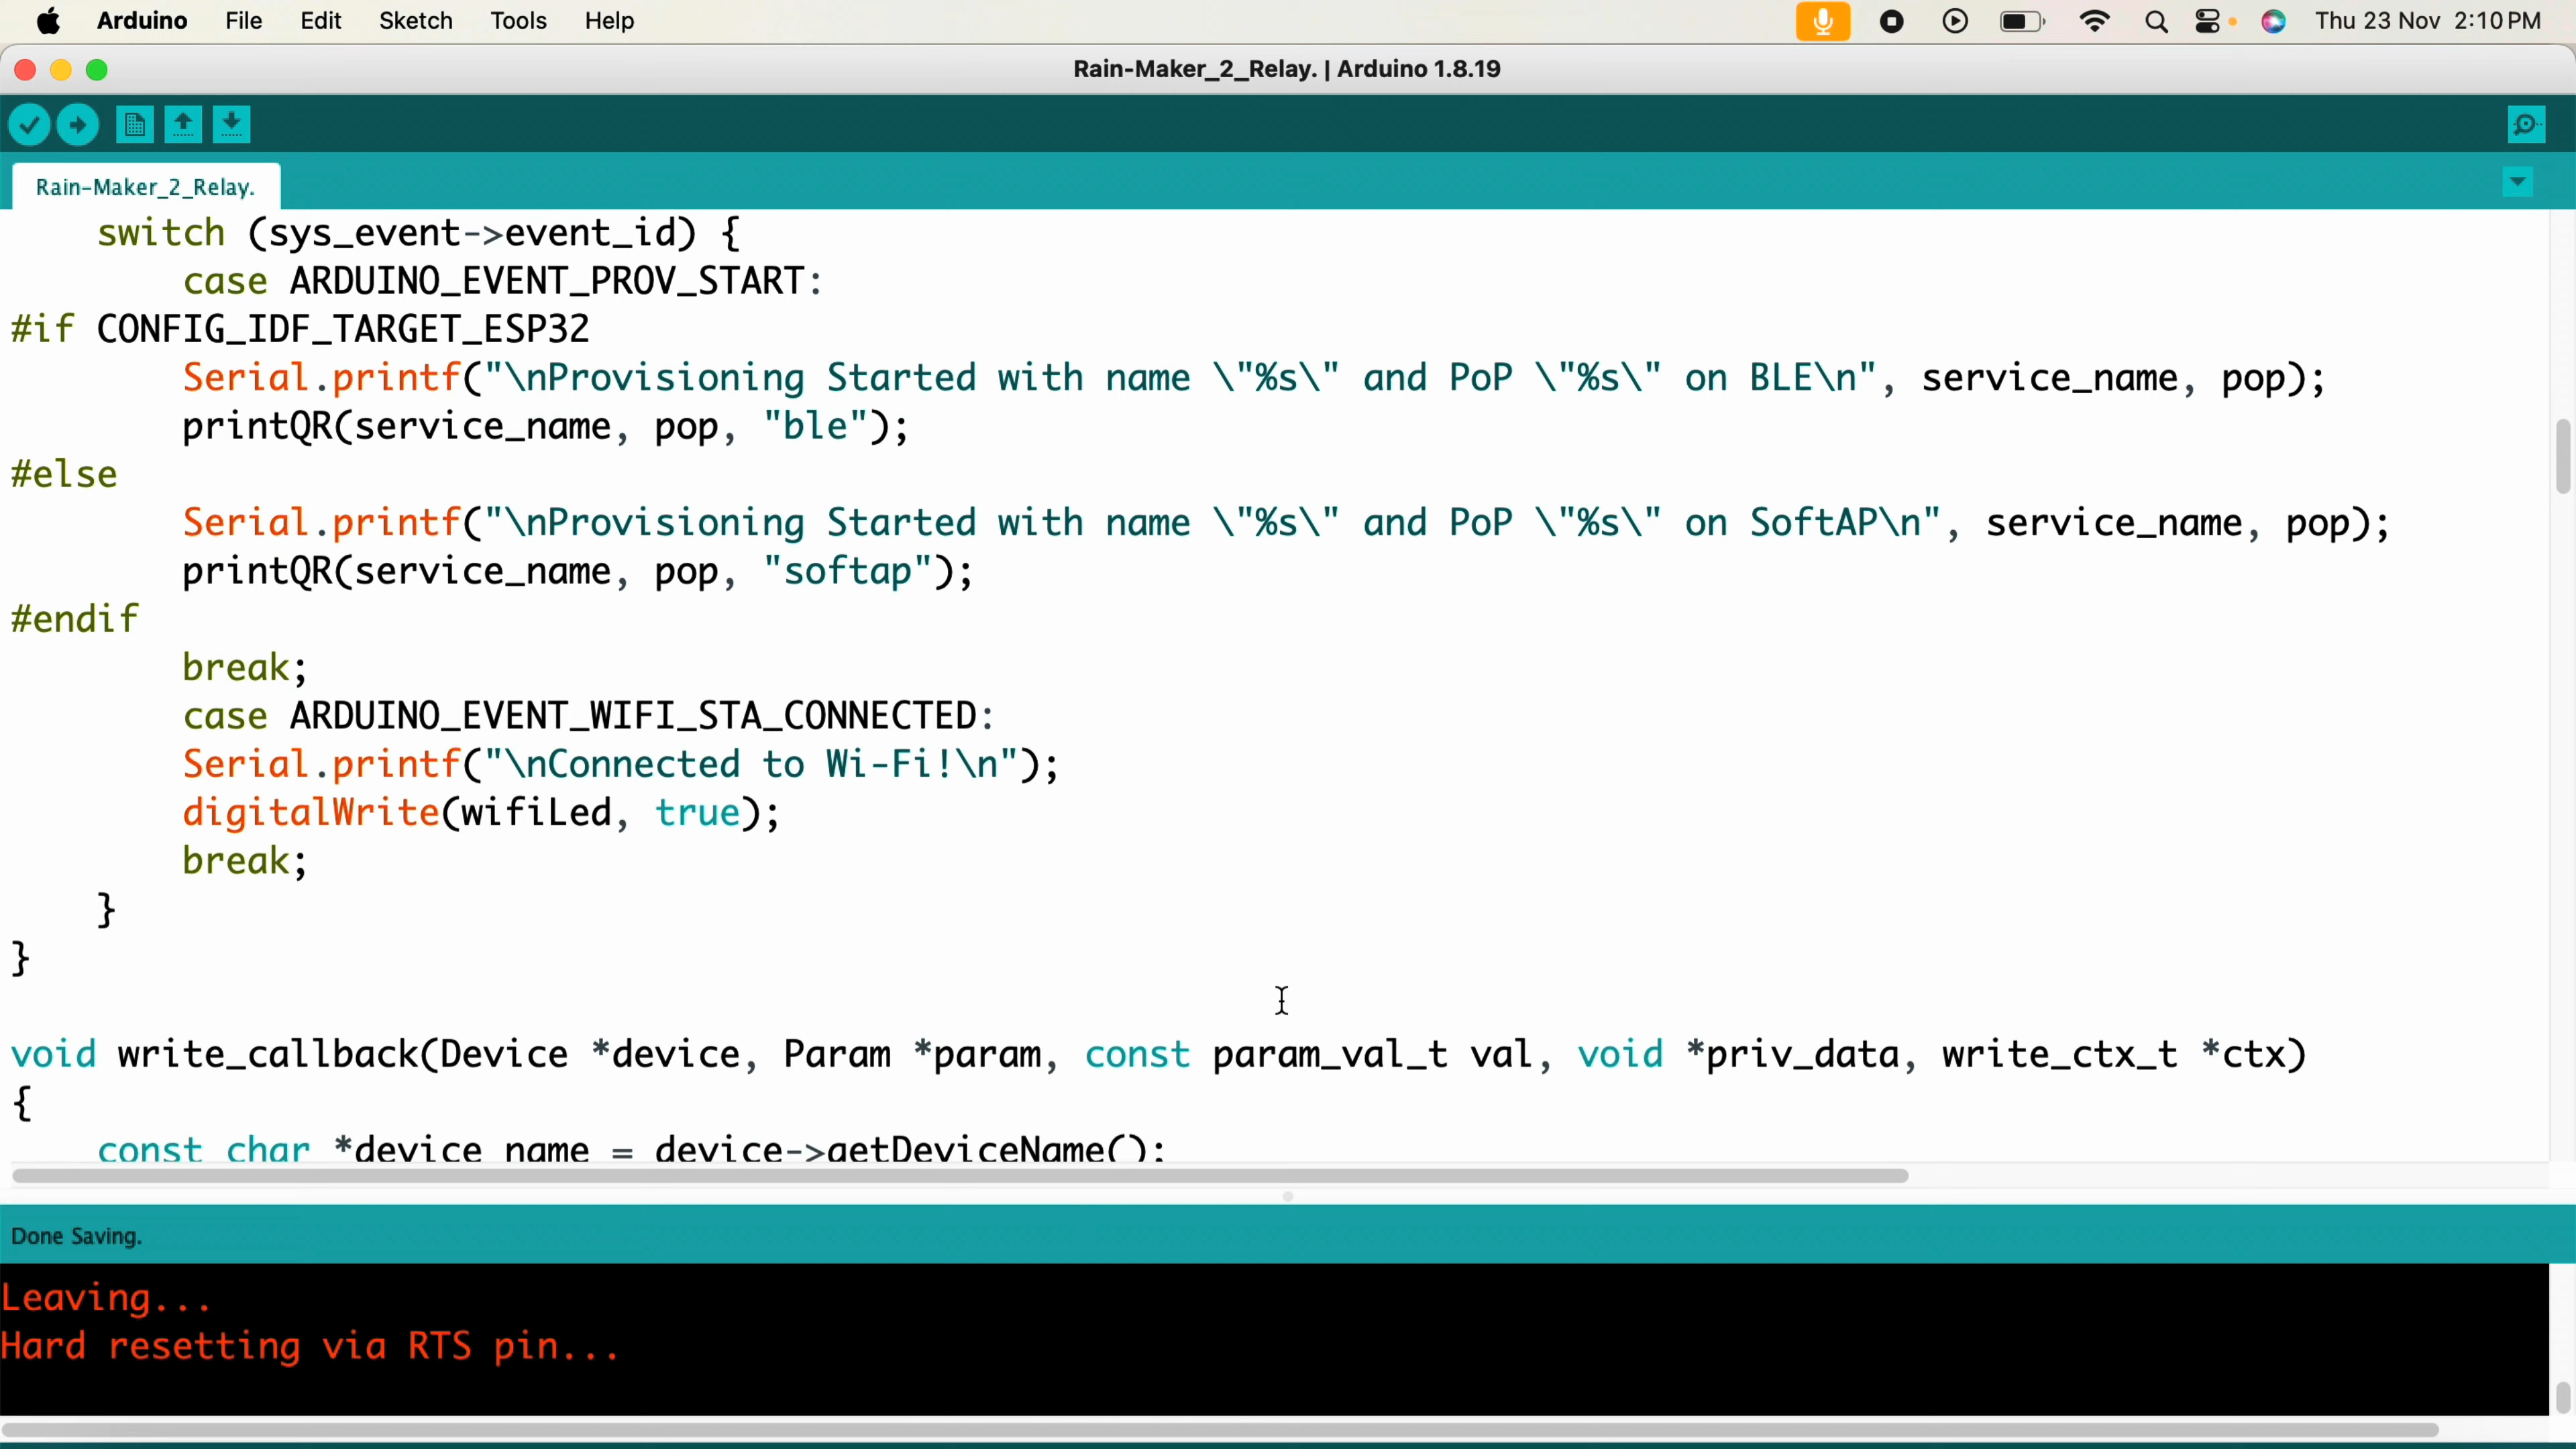 Arduino File Edit Sketch Tools Help Thu 23 Nov 2:10 PM
Rain-Maker_2_Relay. | Arduino 1.8.19
Rain-Maker_2_Relay.
switch (sys_event->event_id) {
case ARDUINO_EVENT_PROV_START:
#if CONFIG_IDF_TARGET_ESP32
Serial.printf("\nProvisioning Started with name \"%s\" and PoP \"%s\" on BLE\n", service_name, pop);
printQR(service_name, pop, "ble");
#else
Serial.printf("\nProvisioning Started with name \"%s\" and PoP \"%s\" on SoftAP\n", service_name, pop);
printQR(service_name, pop, "softap");
#endif
break;
case ARDUINO_EVENT_WIFI_STA_CONNECTED:
Serial.printf("\nConnected to Wi-Fi!\n");
digitalWrite(wifiLed, true);
break;
}
}
void write_callback(Device *device, Param *param, const param_val_t val, void *priv_data, write_ctx_t *ctx)
{
const char *device_name = device->getDeviceName();
Done Saving.
Leaving...
Hard resetting via RTS pin...